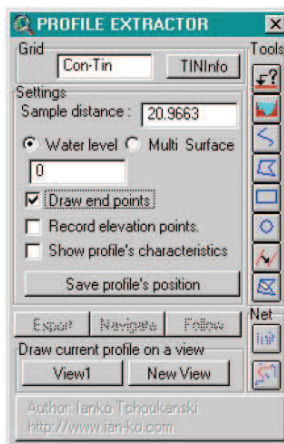 PROFILE EXTRACTOR
Grid
Tools
Con-Tin TINInfo
Settings
Sample distance : 20.9663
Water level Multi Surface
0
Draw end points
Record elevation points.
Show profile's characteristics
Save profile's position
Export Navigate Follow
Net
Draw current profile on a view
View1 New View
Author: Ianko Tchoukanski
http://www.ian-ko.com